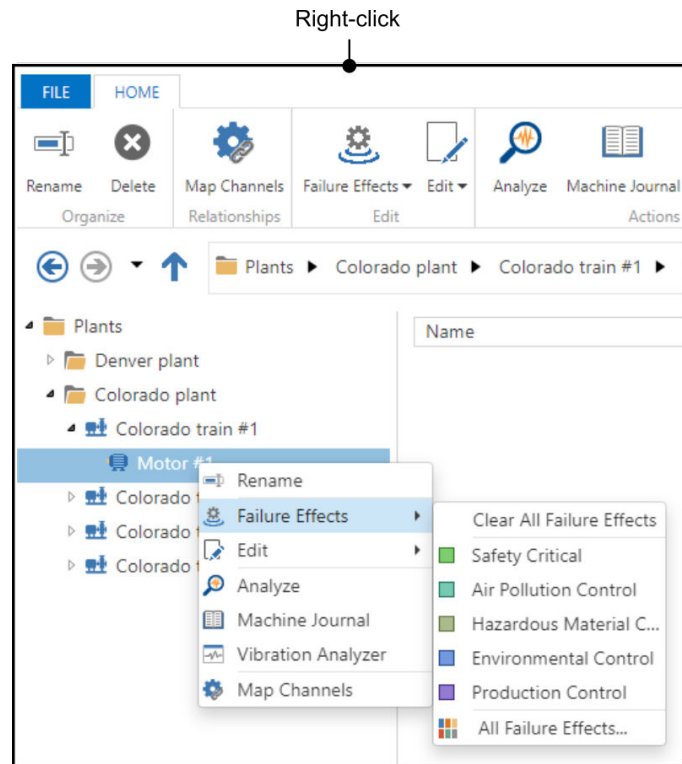 Right-click
FILE HOME
Rename Delete Map Channels Failure Effects Edit Analyze Machine Journal
Organize Relationships Edit Actions
Plants Colorado plant Colorado train #1
Plants
Name
Denver plant
Colorado plant
Colorado train #1
Motor #1
Colorado
Colorado
Colorado
Rename
Failure Effects
Edit
Analyze
Machine Journal
Vibration Analyzer
Map Channels
Clear All Failure Effects
Safety Critical
Air Pollution Control
Hazardous Material C...
Environmental Control
Production Control
All Failure Effects...